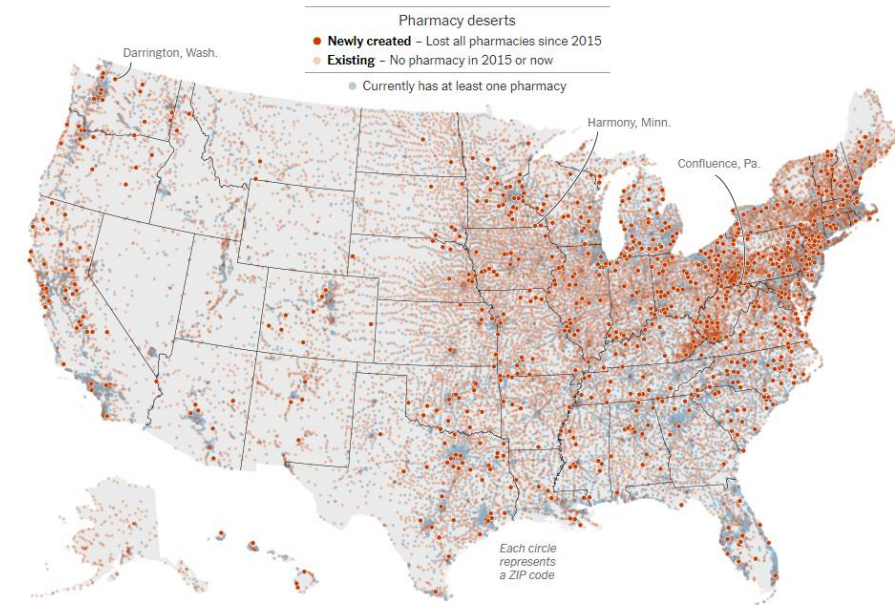 Pharmacy deserts
Newly created – Lost all pharmacies since 2015
Existing – No pharmacy in 2015 or now
Currently has at least one pharmacy
Darrington, Wash.
Harmony, Minn.
Confluence, Pa.
Each circle
represents
a ZIP code